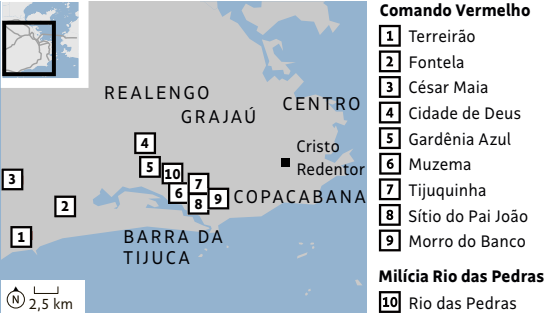 REALENGO
GRAJAÚ
CENTRO
Cristo
Redentor
4
5
10
3
7
6
8
9
COPACABANA
2
1
BARRA DA
TIJUCA
N
2,5 km
Comando Vermelho
1 Terreirão
2 Fontela
3 César Maia
4 Cidade de Deus
5 Gardênia Azul
6 Muzema
7 Tijuquinha
8 Sítio do Pai João
9 Morro do Banco
Milícia Rio das Pedras
10 Rio das Pedras